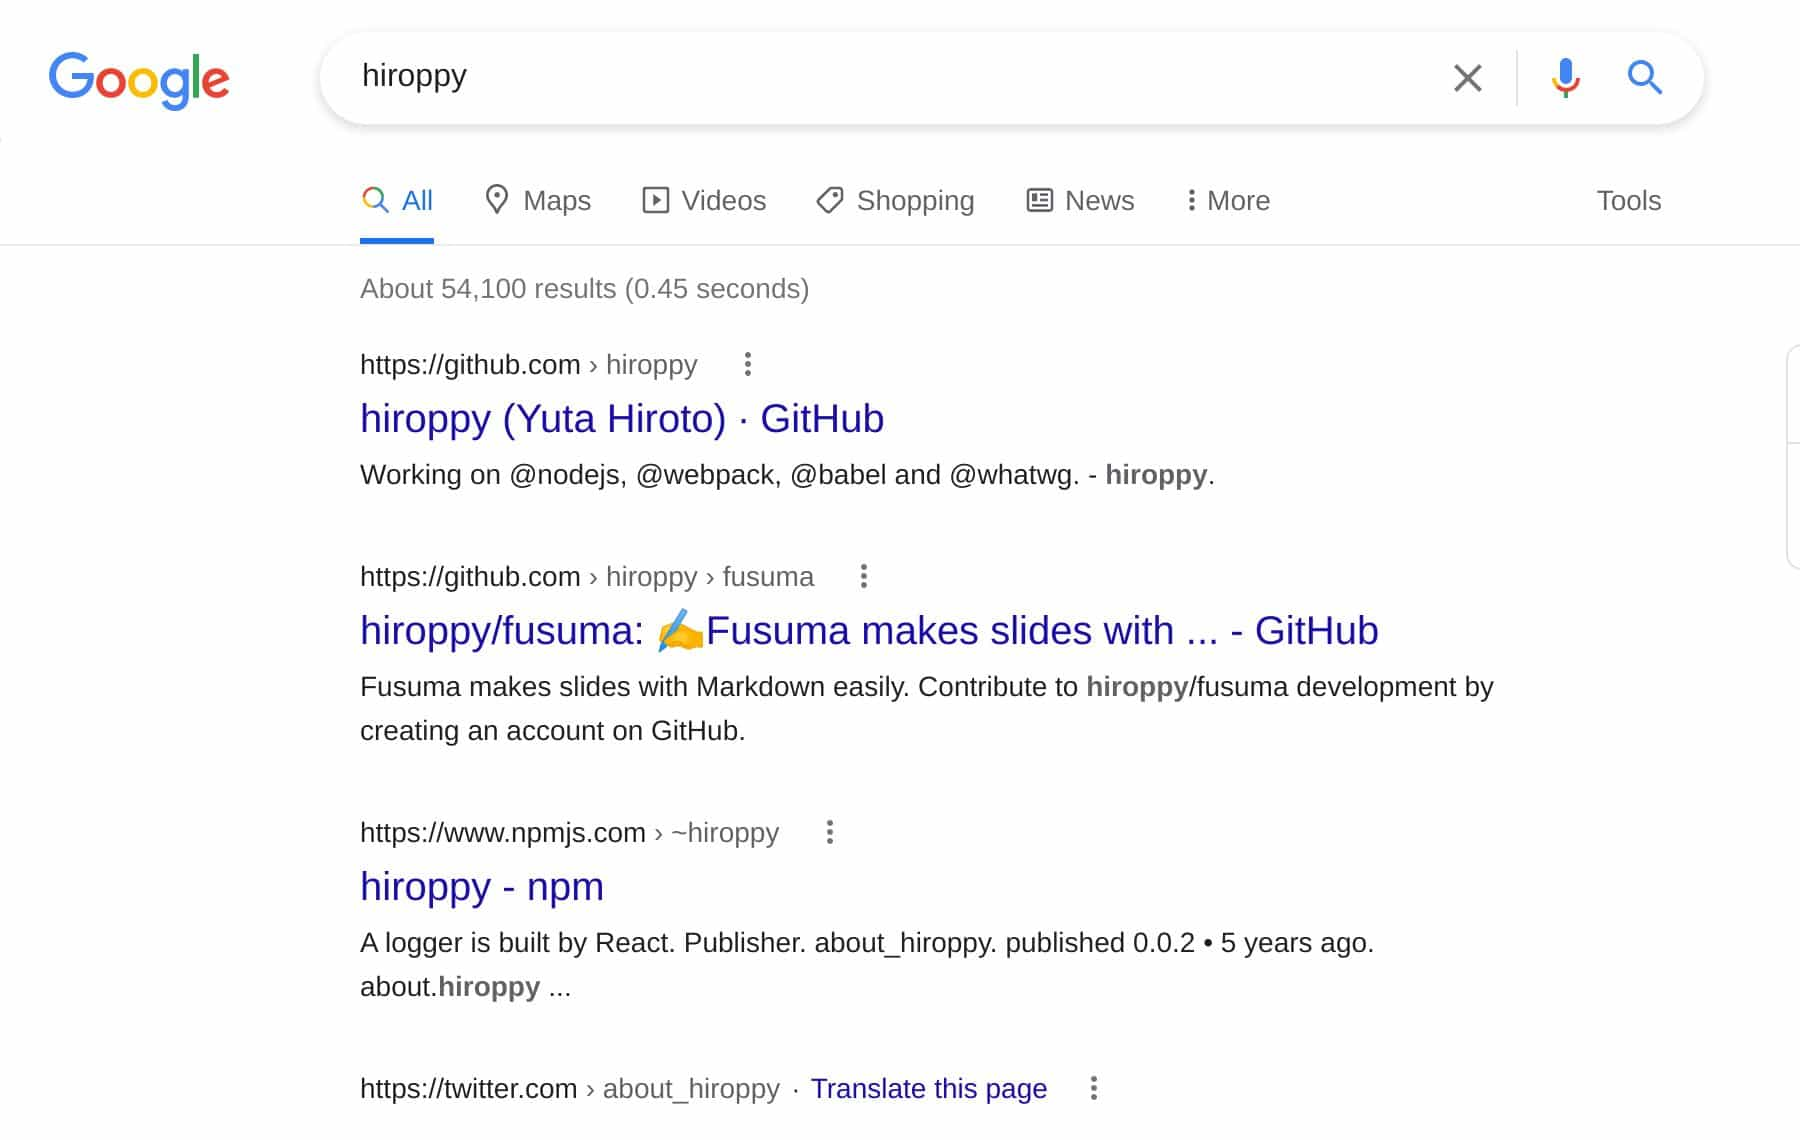 Google
hiroppy
All Maps Videos Shopping News More Tools
About 54,100 results (0.45 seconds)
https://github.com › hiroppy
hiroppy (Yuta Hiroto) · GitHub
Working on @nodejs, @webpack, @babel and @whatwg. - hiroppy.
https://github.com › hiroppy › fusuma
hiroppy/fusuma: ✍️Fusuma makes slides with ... - GitHub
Fusuma makes slides with Markdown easily. Contribute to hiroppy/fusuma development by
creating an account on GitHub.
https://www.npmjs.com › ~hiroppy
hiroppy - npm
A logger is built by React. Publisher. about_hiroppy. published 0.0.2 • 5 years ago.
about.hiroppy ...
https://twitter.com › about_hiroppy · Translate this page